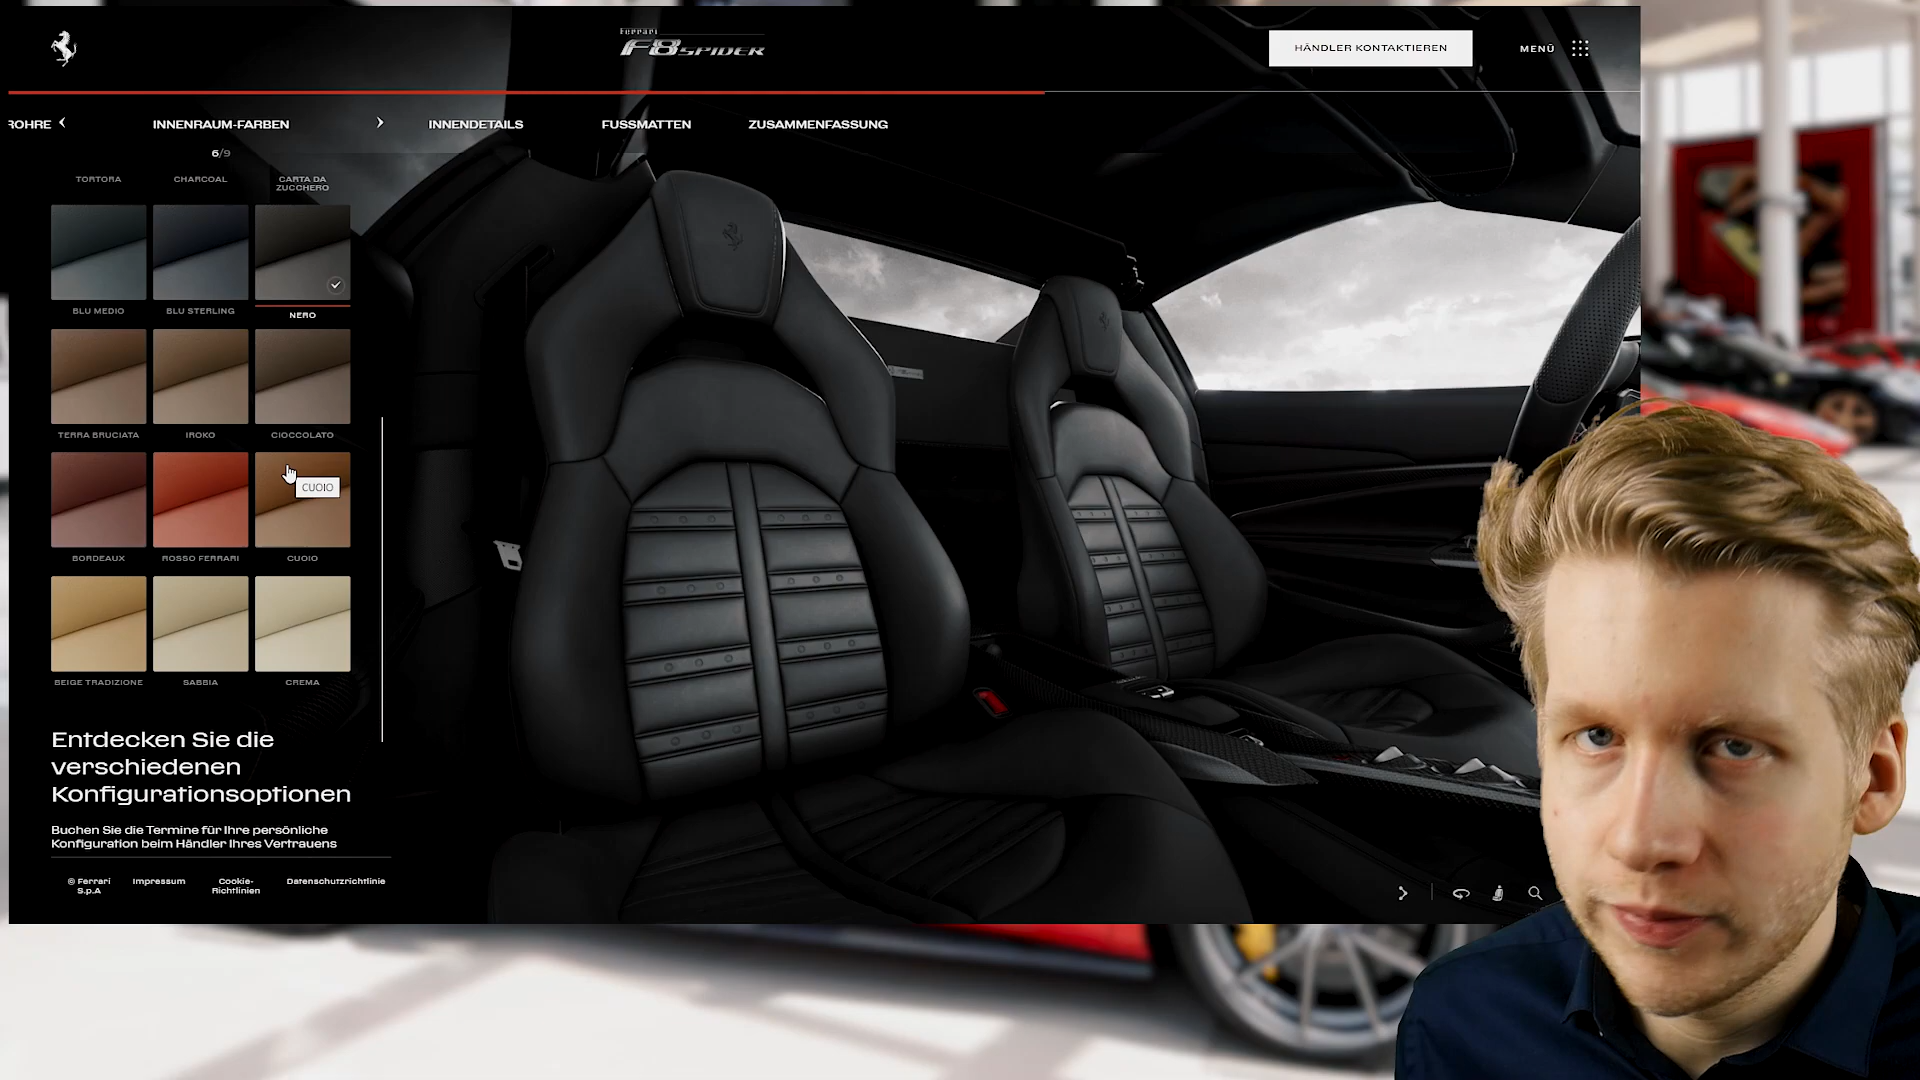 Ferrari
F8 SPIDER
HÄNDLER KONTAKTIEREN
MENÜ
ROHRE
INNENRAUM-FARBEN
INNENDETAILS
FUSSMATTEN
ZUSAMMENFASSUNG
6/9
TORTORA
CHARCOAL
CARTA DA
ZUCCHERO
BLU MEDIO
BLU STERLING
NERO
TERRA BRUCIATA
IROKO
CIOCCOLATO
CUOIO
BORDEAUX
ROSSO FERRARI
CUOIO
BEIGE TRADIZIONE
SABBIA
CREMA
Entdecken Sie die
verschiedenen
Konfigurationsoptionen
Buchen Sie die Termine für Ihre persönliche
Konfiguration beim Händler Ihres Vertrauens
© Ferrari
S.p.A
Impressum
Cookie-
Richtlinien
Datenschutzrichtlinie